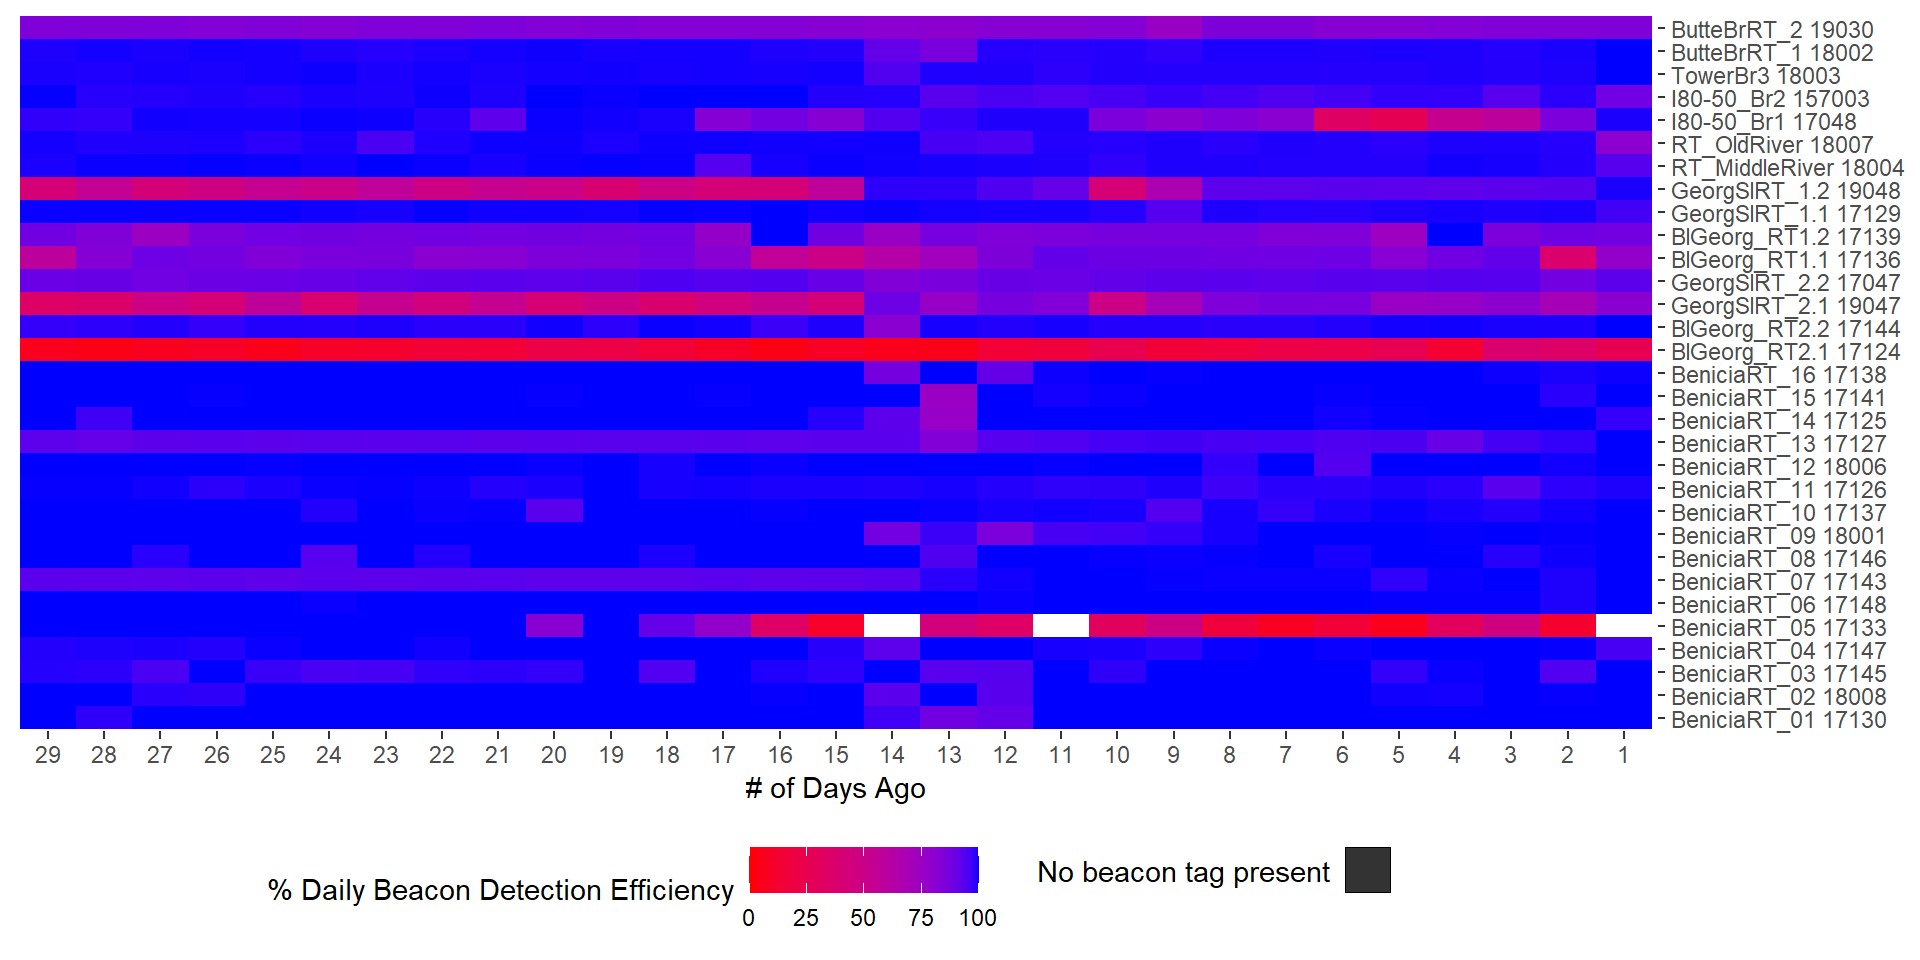 ButteBrRT_2 19030
ButteBrRT_1 18002
TowerBr3 18003
I80-50_Br2 157003
I80-50_Br1 17048
RT_OldRiver 18007
RT_MiddleRiver 18004
GeorgSlRT_1.2 19048
GeorgSlRT_1.1 17129
BlGeorg_RT1.2 17139
BlGeorg_RT1.1 17136
GeorgSlRT_2.2 17047
GeorgSlRT_2.1 19047
BlGeorg_RT2.2 17144
BlGeorg_RT2.1 17124
BeniciaRT_16 17138
BeniciaRT_15 17141
BeniciaRT_14 17125
BeniciaRT_13 17127
BeniciaRT_12 18006
BeniciaRT_11 17126
BeniciaRT_10 17137
BeniciaRT_09 18001
BeniciaRT_08 17146
BeniciaRT_07 17143
BeniciaRT_06 17148
BeniciaRT_05 17133
BeniciaRT_04 17147
BeniciaRT_03 17145
BeniciaRT_02 18008
BeniciaRT_01 17130
29 28 27 26 25 24 23 22 21 20 19 18 17 16 15 14 13 12 11 10 9 8 7 6 5 4 3 2 1
# of Days Ago
% Daily Beacon Detection Efficiency
0 25 50 75 100
No beacon tag present